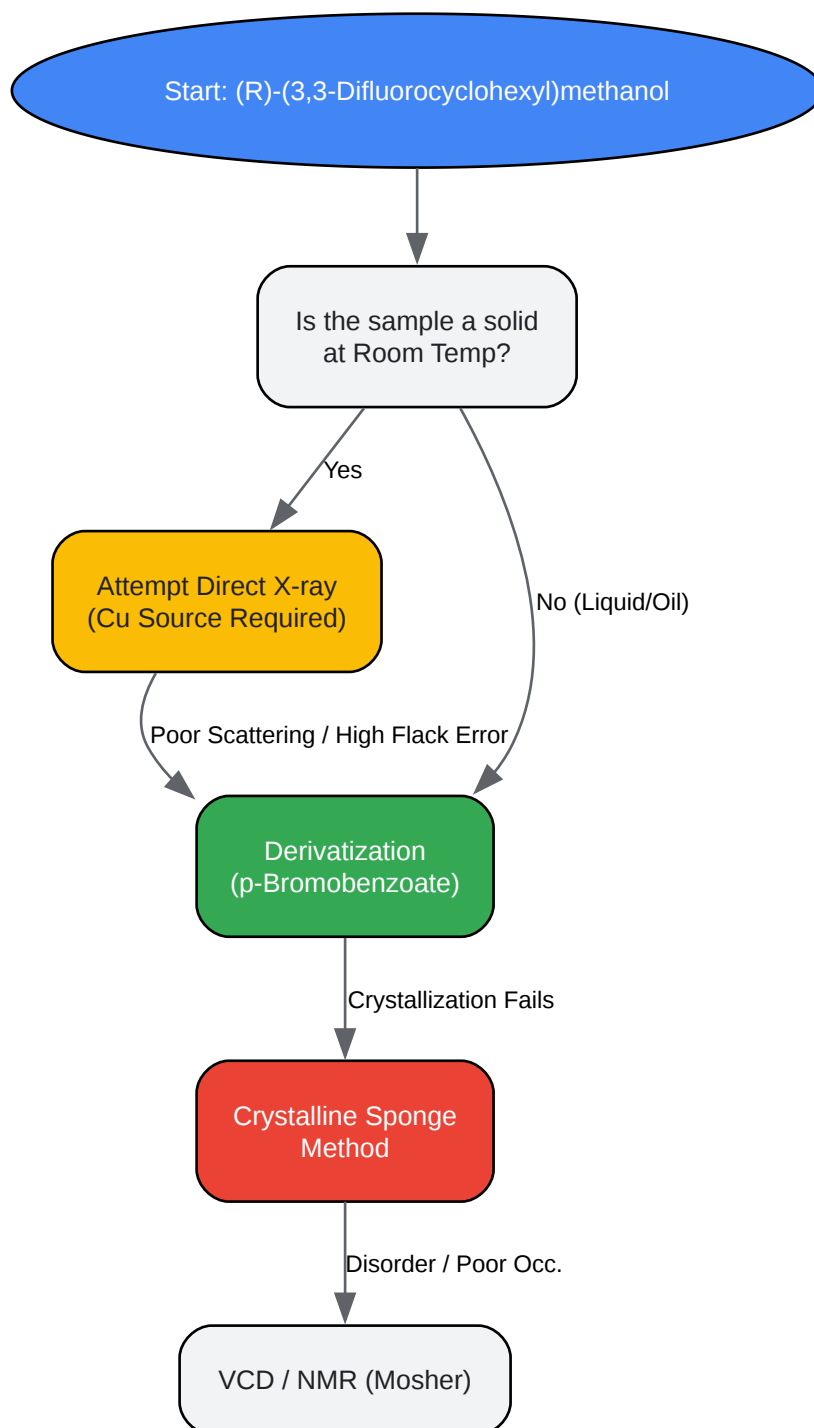 Start: (R)-(3,3-Difluorocyclohexyl)methanol
Is the sample a solid
at Room Temp?
Yes
Attempt Direct X-ray
(Cu Source Required)
No (Liquid/Oil)
Poor Scattering / High Flack Error
Derivatization
(p-Bromobenzoate)
Crystallization Fails
Crystalline Sponge
Method
Disorder / Poor Occ.
VCD / NMR (Mosher)